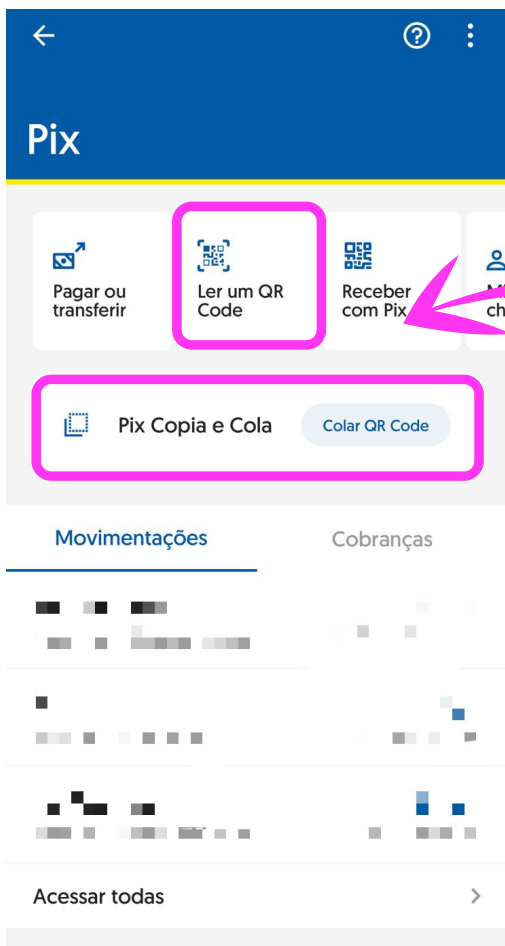 Pix
Pagar ou
transferir
Ler um QR
Code
Receber
com Pix
ch
Pix Copia e Cola
Colar QR Code
Movimentações
Cobranças
Acessar todas